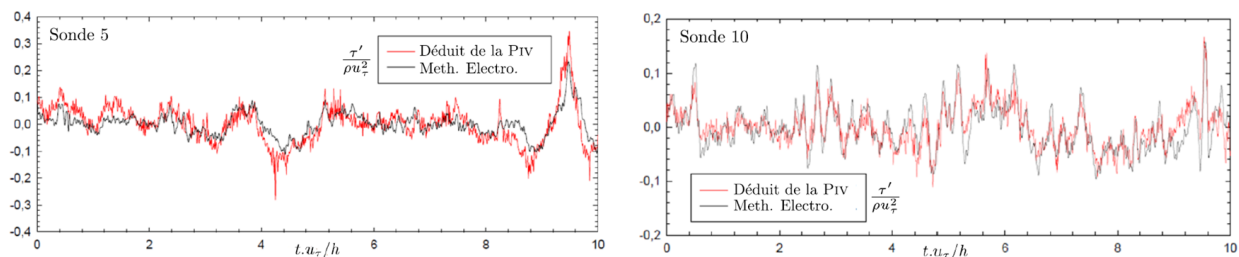 0,4
0,3
0,2
0,1
0,0
-0,1
-0,2
-0,3
-0,4
Sonde 5
τ′/ρu²τ
Déduit de la PIV
Meth. Electro.
0 2 4 6 8 10
t.uτ/h
0,2
0,1
0,0
-0,1
-0,2
Sonde 10
Déduit de la PIV
Meth. Electro.
τ′/ρu²τ
0 2 4 6 8 10
t.uτ/h